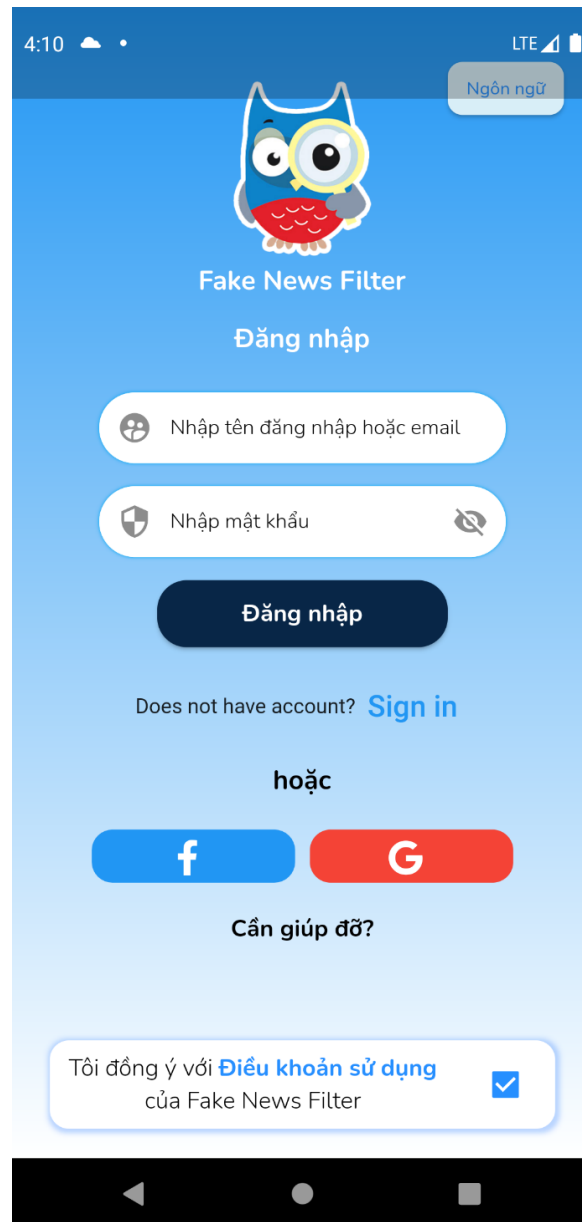 4:10
LTE
Ngôn ngữ
Fake News Filter
Đăng nhập
Nhập tên đăng nhập hoặc email
Nhập mật khẩu
Đăng nhập
Does not have account? Sign in
hoặc
f G
Cần giúp đỡ?
Tôi đồng ý với Điều khoản sử dụng
của Fake News Filter